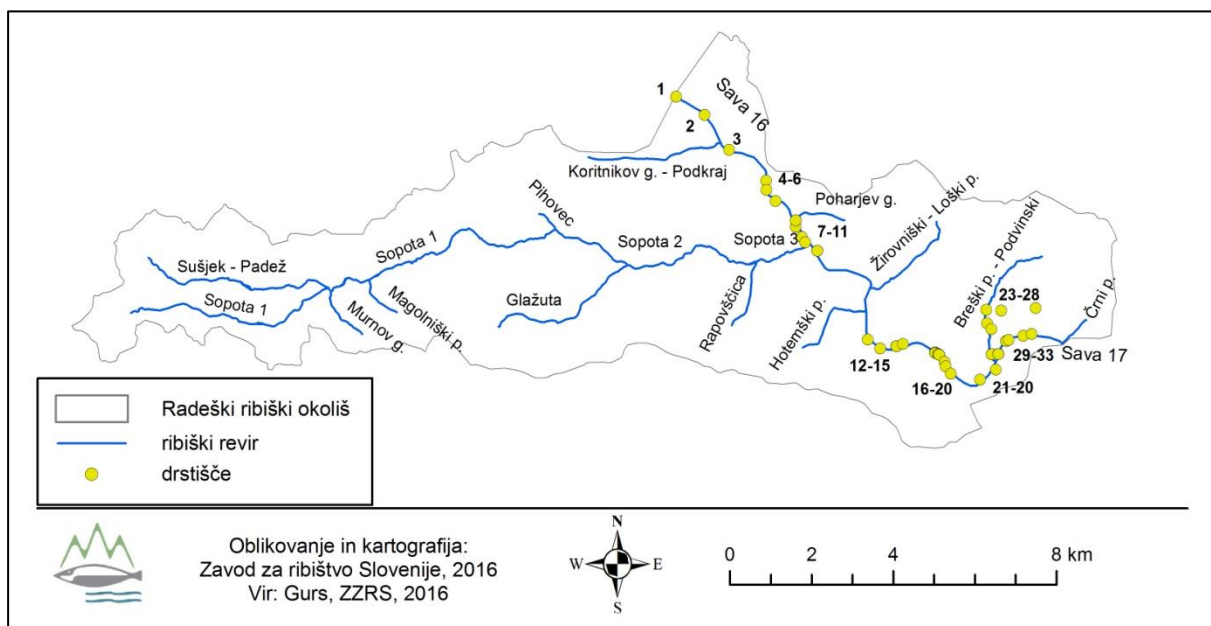 1
Sava 16
2
3
Koritnikov g. - Podkraj
4-6
Poharjev g.
Pihovec
7-11
Žirovniški - Loški p.
Sopota 1
Sopota 2
Sopota 3
Sušjek - Padež
Breški p. - Podvinski
Sopota 1
Magolniški p.
Glažuta
Rapovščica
23-28
Črni p.
Murnov g.
Hotemški p.
12-15
29-33
Sava 17
16-20
21-20
Radeški ribiški okoliš
ribiški revir
drstišče
Oblikovanje in kartografija:
Zavod za ribištvo Slovenije, 2016
Vir: Gurs, ZZRS, 2016
N
W
E
S
0 2 4 8 km